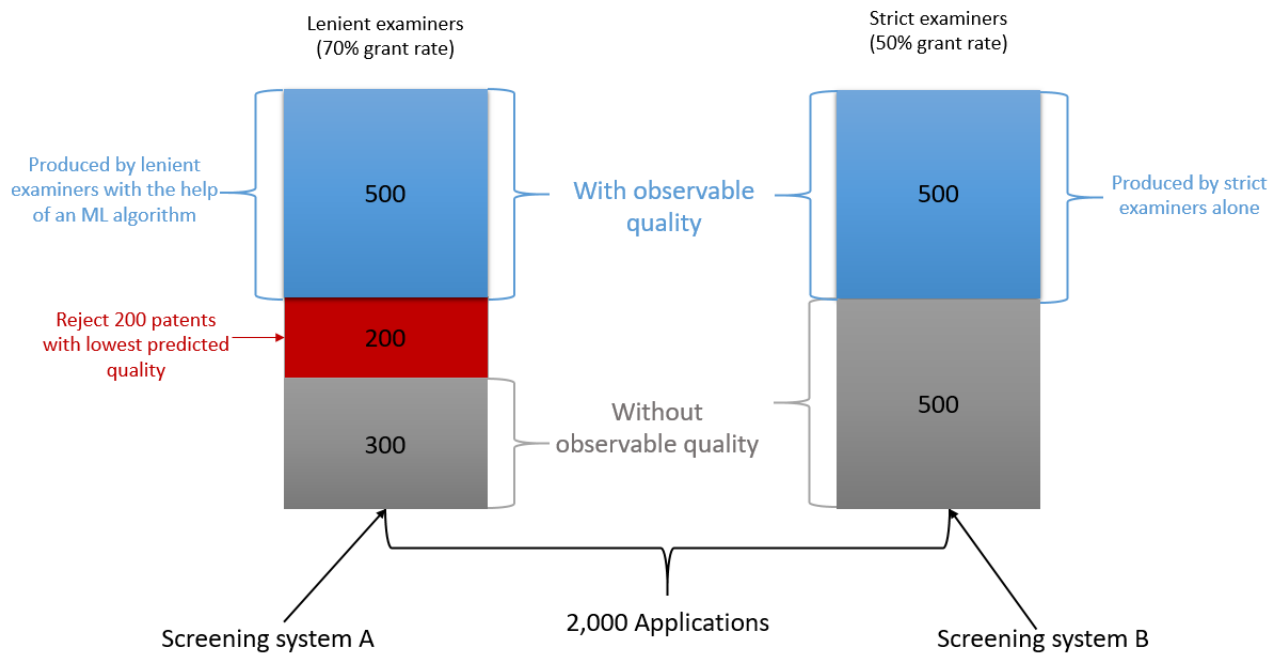 Lenient examiners
(70% grant rate)
Strict examiners
(50% grant rate)
Produced by lenient
examiners with the help
of an ML algorithm
500
With observable
quality
500
Produced by strict
examiners alone
Reject 200 patents
with lowest predicted
quality
200
300
Without
observable quality
500
2,000 Applications
Screening system A
Screening system B